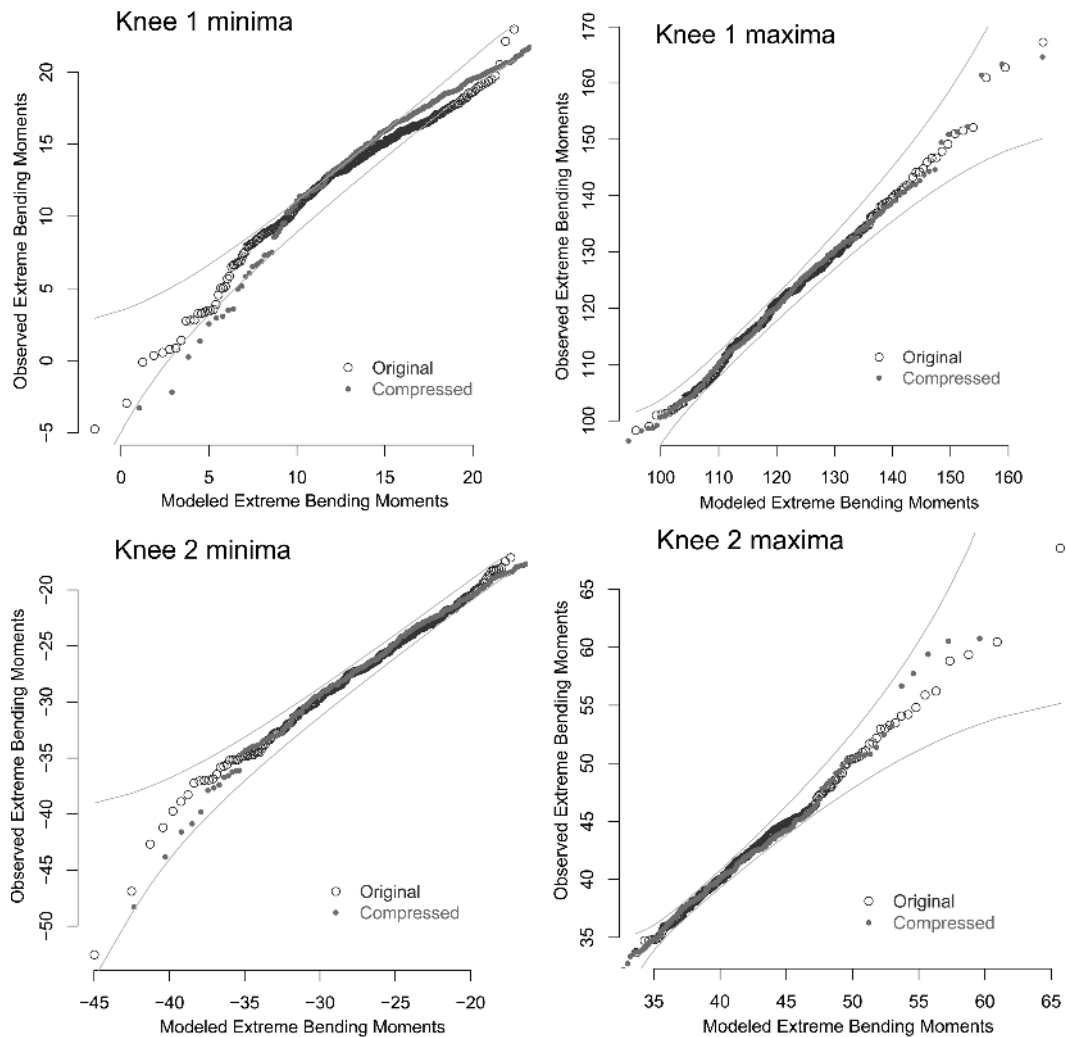 Knee 1 minima
Observed Extreme Bending Moments
20
15
10
5
0
−5
Original
Compressed
0 5 10 15 20
Modeled Extreme Bending Moments
Knee 1 maxima
Observed Extreme Bending Moments
170
160
150
140
130
120
110
100
Original
Compressed
100 110 120 130 140 150 160
Modeled Extreme Bending Moments
Knee 2 minima
Observed Extreme Bending Moments
−20
−25
−30
−35
−40
−45
−50
Original
Compressed
−45 −40 −35 −30 −25 −20
Modeled Extreme Bending Moments
Knee 2 maxima
Observed Extreme Bending Moments
65
60
55
50
45
40
35
Original
Compressed
35 40 45 50 55 60 65
Modeled Extreme Bending Moments